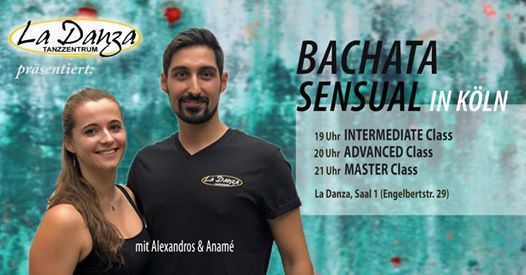 La Danza
TANZZENTRUM
präsentiert:
BACHATA
SENSUAL IN KÖLN
19 Uhr INTERMEDIATE Class
20 Uhr ADVANCED Class
21 Uhr MASTER Class
La Danza, Saal 1 (Engelbertstr. 29)
La Danza
mit Alexandros & Anamé